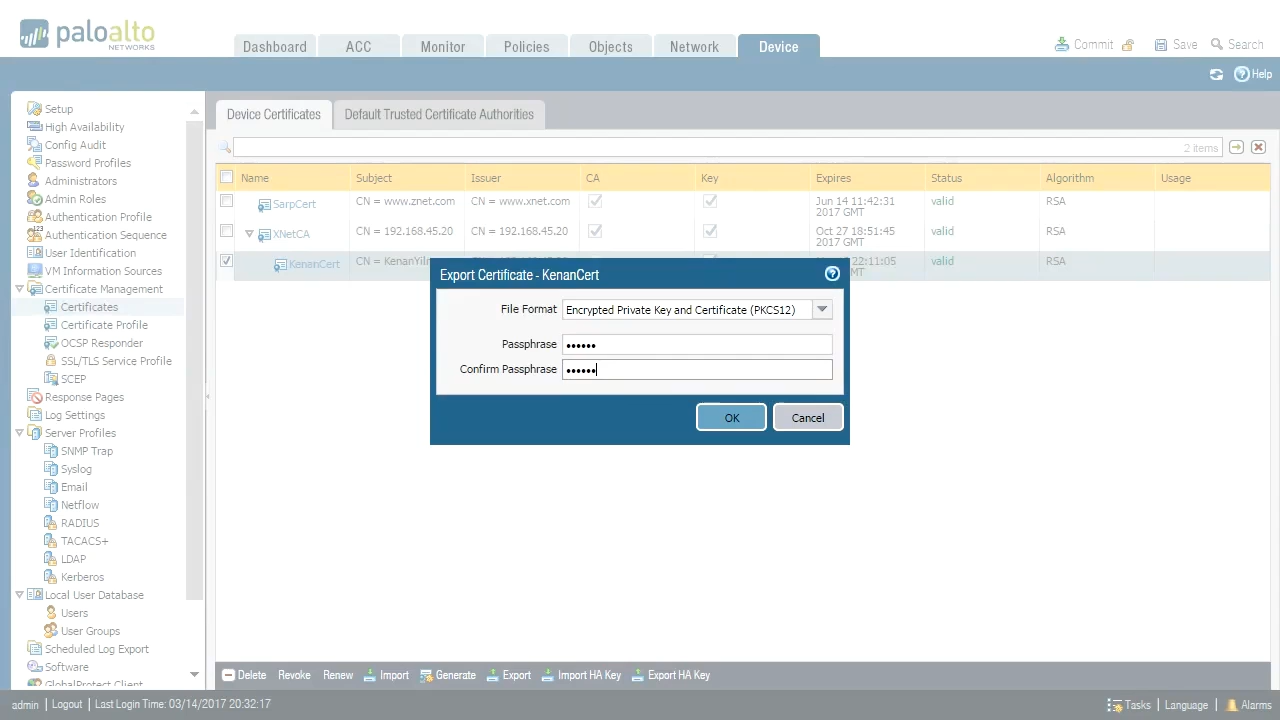 paloalto
NETWORKS
Dashboard ACC Monitor Policies Objects Network Device
Commit Save Search
Help
Setup
High Availability
Config Audit
Password Profiles
Administrators
Admin Roles
Authentication Profile
Authentication Sequence
User Identification
VM Information Sources
Certificate Management
Certificates
Certificate Profile
OCSP Responder
SSL/TLS Service Profile
SCEP
Response Pages
Log Settings
Server Profiles
SNMP Trap
Syslog
Email
Netflow
RADIUS
TACACS+
LDAP
Kerberos
Local User Database
Users
User Groups
Scheduled Log Export
Software
GlobalProtect Client
Device Certificates Default Trusted Certificate Authorities
2 items
Name Subject Issuer CA Key Expires Status Algorithm Usage
SarpCert CN = www.znet.com CN = www.xnet.com Jun 14 11:42:31 2017 GMT valid RSA
XNetCA CN = 192.168.45.20 CN = 192.168.45.20 Oct 27 18:51:45 2017 GMT valid RSA
KenanCert CN = KenanYilm 22:11:05 MT valid RSA
Export Certificate - KenanCert
File Format Encrypted Private Key and Certificate (PKCS12)
Passphrase ••••••
Confirm Passphrase ••••••
OK Cancel
Delete Revoke Renew Import Generate Export Import HA Key Export HA Key
admin | Logout | Last Login Time: 03/14/2017 20:32:17
Tasks | Language | Alarms